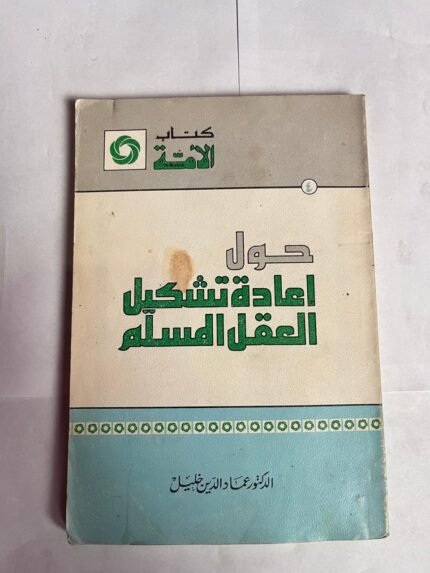 كتاب
الأمة
٤
حول
إعادة تشكيل
العقل المسلم
الدكتور عماد الدين خليل